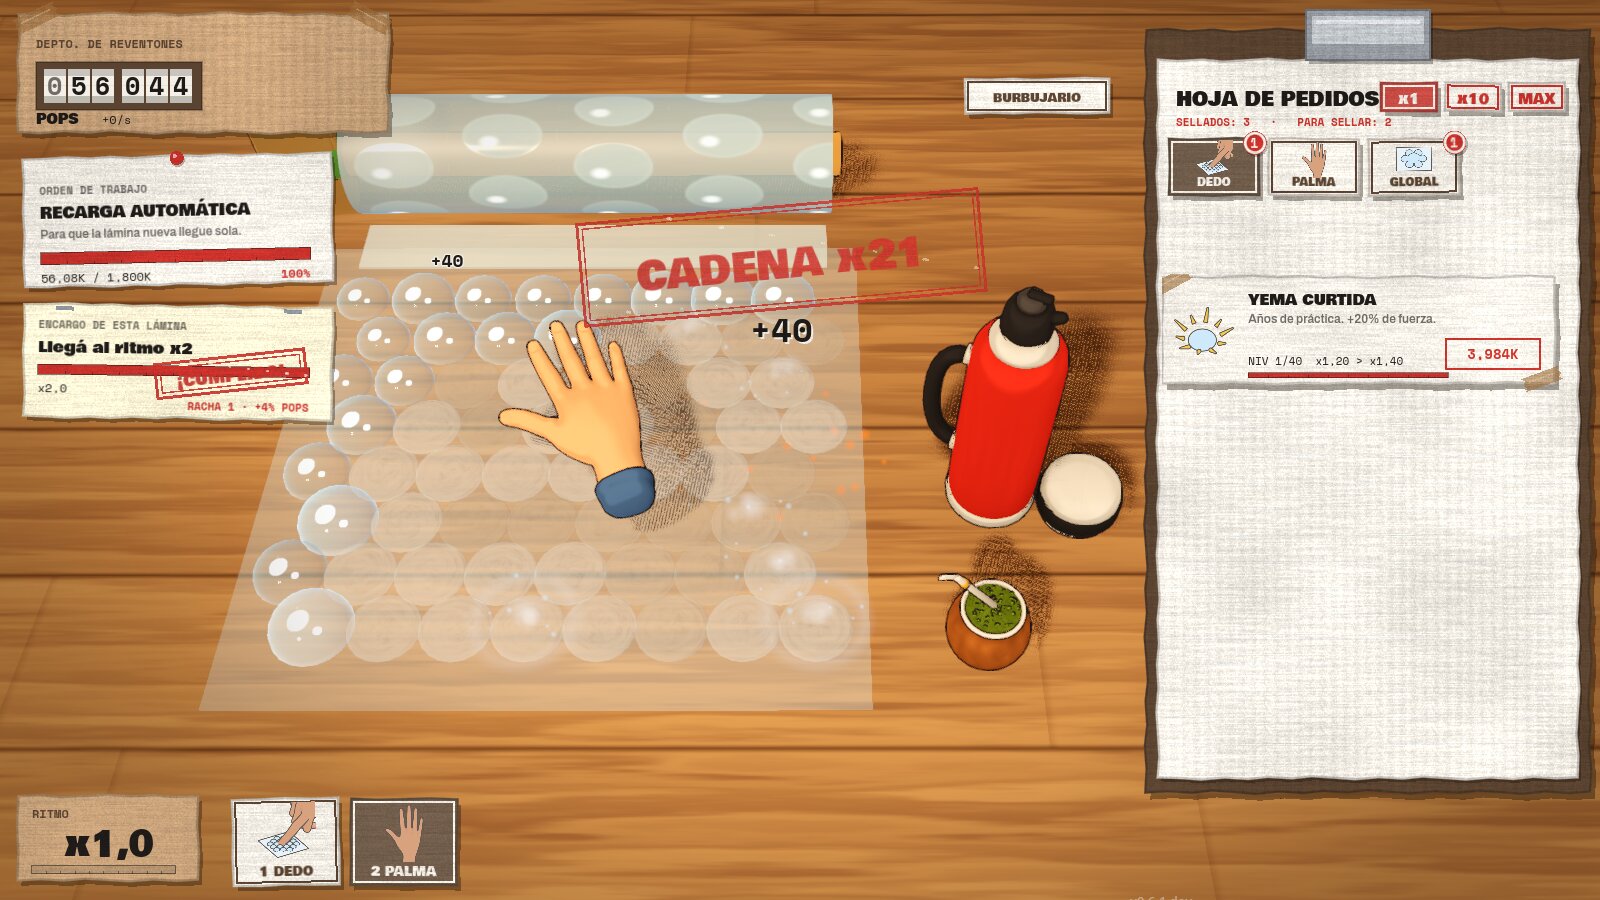 DEPTO. DE REVENTONES
056 044
POPS +0/s
ORDEN DE TRABAJO
RECARGA AUTOMÁTICA
Para que la lámina nueva llegue sola.
56,08K / 1,800K 100%
ENCARGO DE ESTA LÁMINA
Llegá al ritmo x2
x2,0
RACHA 1 · +4% POPS
+40
CADENA x21
+40
BURBUJARIO
HOJA DE PEDIDOS
x1
x10
MAX
SELLADOS: 3 · PARA SELLAR: 2
1
DEDO
PALMA
1
GLOBAL
YEMA CURTIDA
Años de práctica. +20% de fuerza.
NIV 1/40 x1,20 > x1,40
3,984K
RITMO
x1,0
1 DEDO
2 PALMA